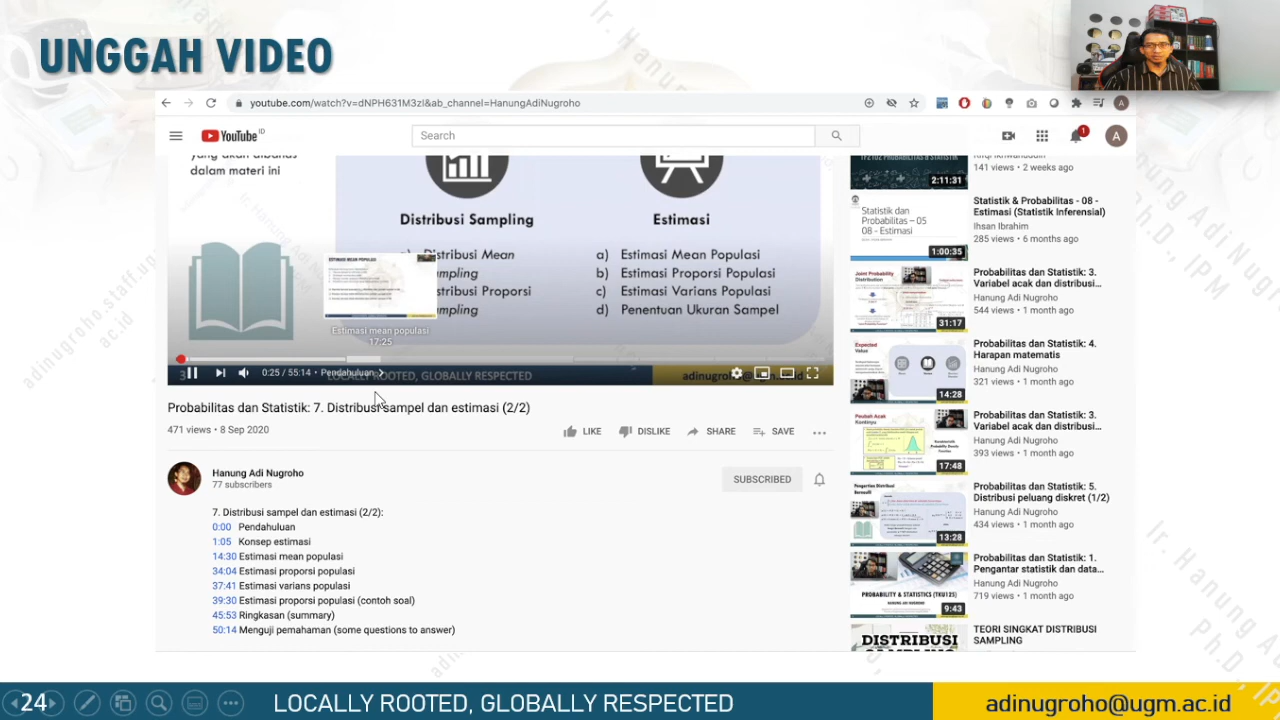 UNGGAH VIDEO
youtube.com/watch?v=dNPH631M3zI&ab_channel=HanungAdiNugroho
YouTube ID
Search
1
A
A
yang akan dibahas
dalam materi ini
Distribusi Sampling
Estimasi
stribusi Mean
mpling
ibusi Proporsi
mpling
a) Estimasi Mean Populasi
b) Estimasi Proporsi Populasi
c) Estimasi Varians Populasi
d) Penentuan Ukuran Sampel
ESTIMASI MEAN POPULASI
Estimasi mean populasi
17:25
0:25 / 55:14 • Pendahuluan
LOCALLY ROOTED, GLOBALLY RESPECTED
adinugroho@ugm.ac.id
Probabilitas dan Statistik: 7. Distribusi sampel dan estimasi (2/2)
471 views • 8 Sep 2020
LIKE DISLIKE SHARE SAVE
Hanung Adi Nugroho
77 subscribers
SUBSCRIBED
7. Distribusi sampel dan estimasi (2/2):
0:00 Pendahuluan
1:05 Konsep estimasi
14:30 Estimasi mean populasi
34:04 Estimasi proporsi populasi
37:41 Estimasi varians populasi
39:30 Estimasi proporsi populasi (contoh soal)
45:53 Ringkasan (summary)
50:14 Menguji pemahaman (some questions to answer)
2:11:31
141 views • 2 weeks ago
Statistik dan
Probabilitas – 05
08 - Estimasi
1:00:35
Statistik & Probabilitas - 08 -
Estimasi (Statistik Inferensial)
Ihsan Ibrahim
285 views • 6 months ago
Joint Probability
Distribution
31:17
Probabilitas dan Statistik: 3.
Variabel acak dan distribusi...
Hanung Adi Nugroho
544 views • 1 month ago
Expected
Value
14:28
Probabilitas dan Statistik: 4.
Harapan matematis
Hanung Adi Nugroho
321 views • 1 month ago
Peubah Acak
Kontinyu
17:48
Probabilitas dan Statistik: 3.
Variabel acak dan distribusi...
Hanung Adi Nugroho
393 views • 1 month ago
Pengertian Distribusi
Bernoulli
13:28
Probabilitas dan Statistik: 5.
Distribusi peluang diskret (1/2)
Hanung Adi Nugroho
434 views • 1 month ago
PROBABILITY & STATISTICS (TKU125)
HANUNG ADI NUGROHO
9:43
Probabilitas dan Statistik: 1.
Pengantar statistik dan data...
Hanung Adi Nugroho
719 views • 1 month ago
DISTRIBUSI
SAMPLING
TEORI SINGKAT DISTRIBUSI
SAMPLING
24
LOCALLY ROOTED, GLOBALLY RESPECTED
adinugroho@ugm.ac.id